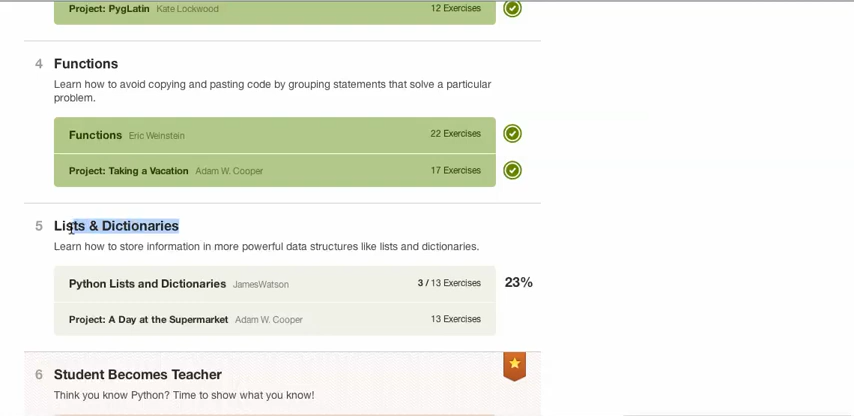 Project: PygLatin Kate Lockwood 12 Exercises
4 Functions
Learn how to avoid copying and pasting code by grouping statements that solve a particular
problem.
Functions Eric Weinstein 22 Exercises
Project: Taking a Vacation Adam W. Cooper 17 Exercises
5 Lists & Dictionaries
Learn how to store information in more powerful data structures like lists and dictionaries.
Python Lists and Dictionaries JamesWatson 3 / 13 Exercises 23%
Project: A Day at the Supermarket Adam W. Cooper 13 Exercises
6 Student Becomes Teacher
Think you know Python? Time to show what you know!